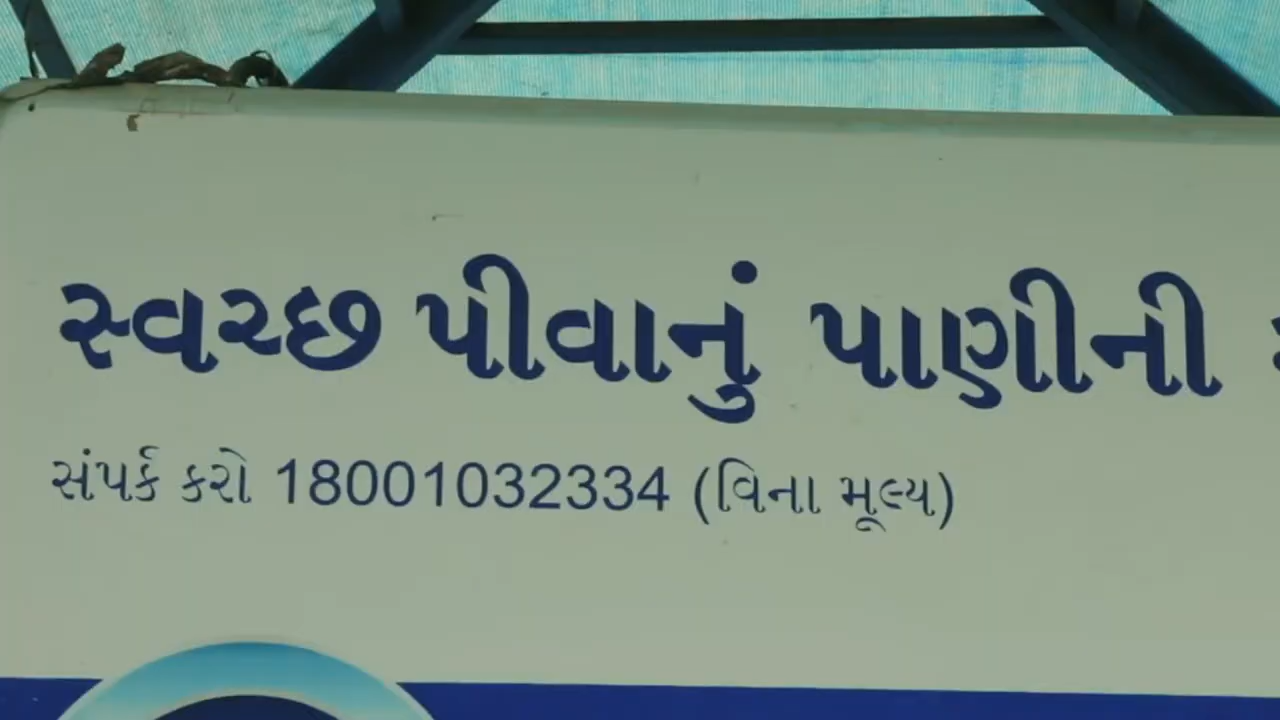 સ્વચ્છ પીવાનું પાણીની
સંપર્ક કરો 18001032334 (વિના મૂલ્ય)